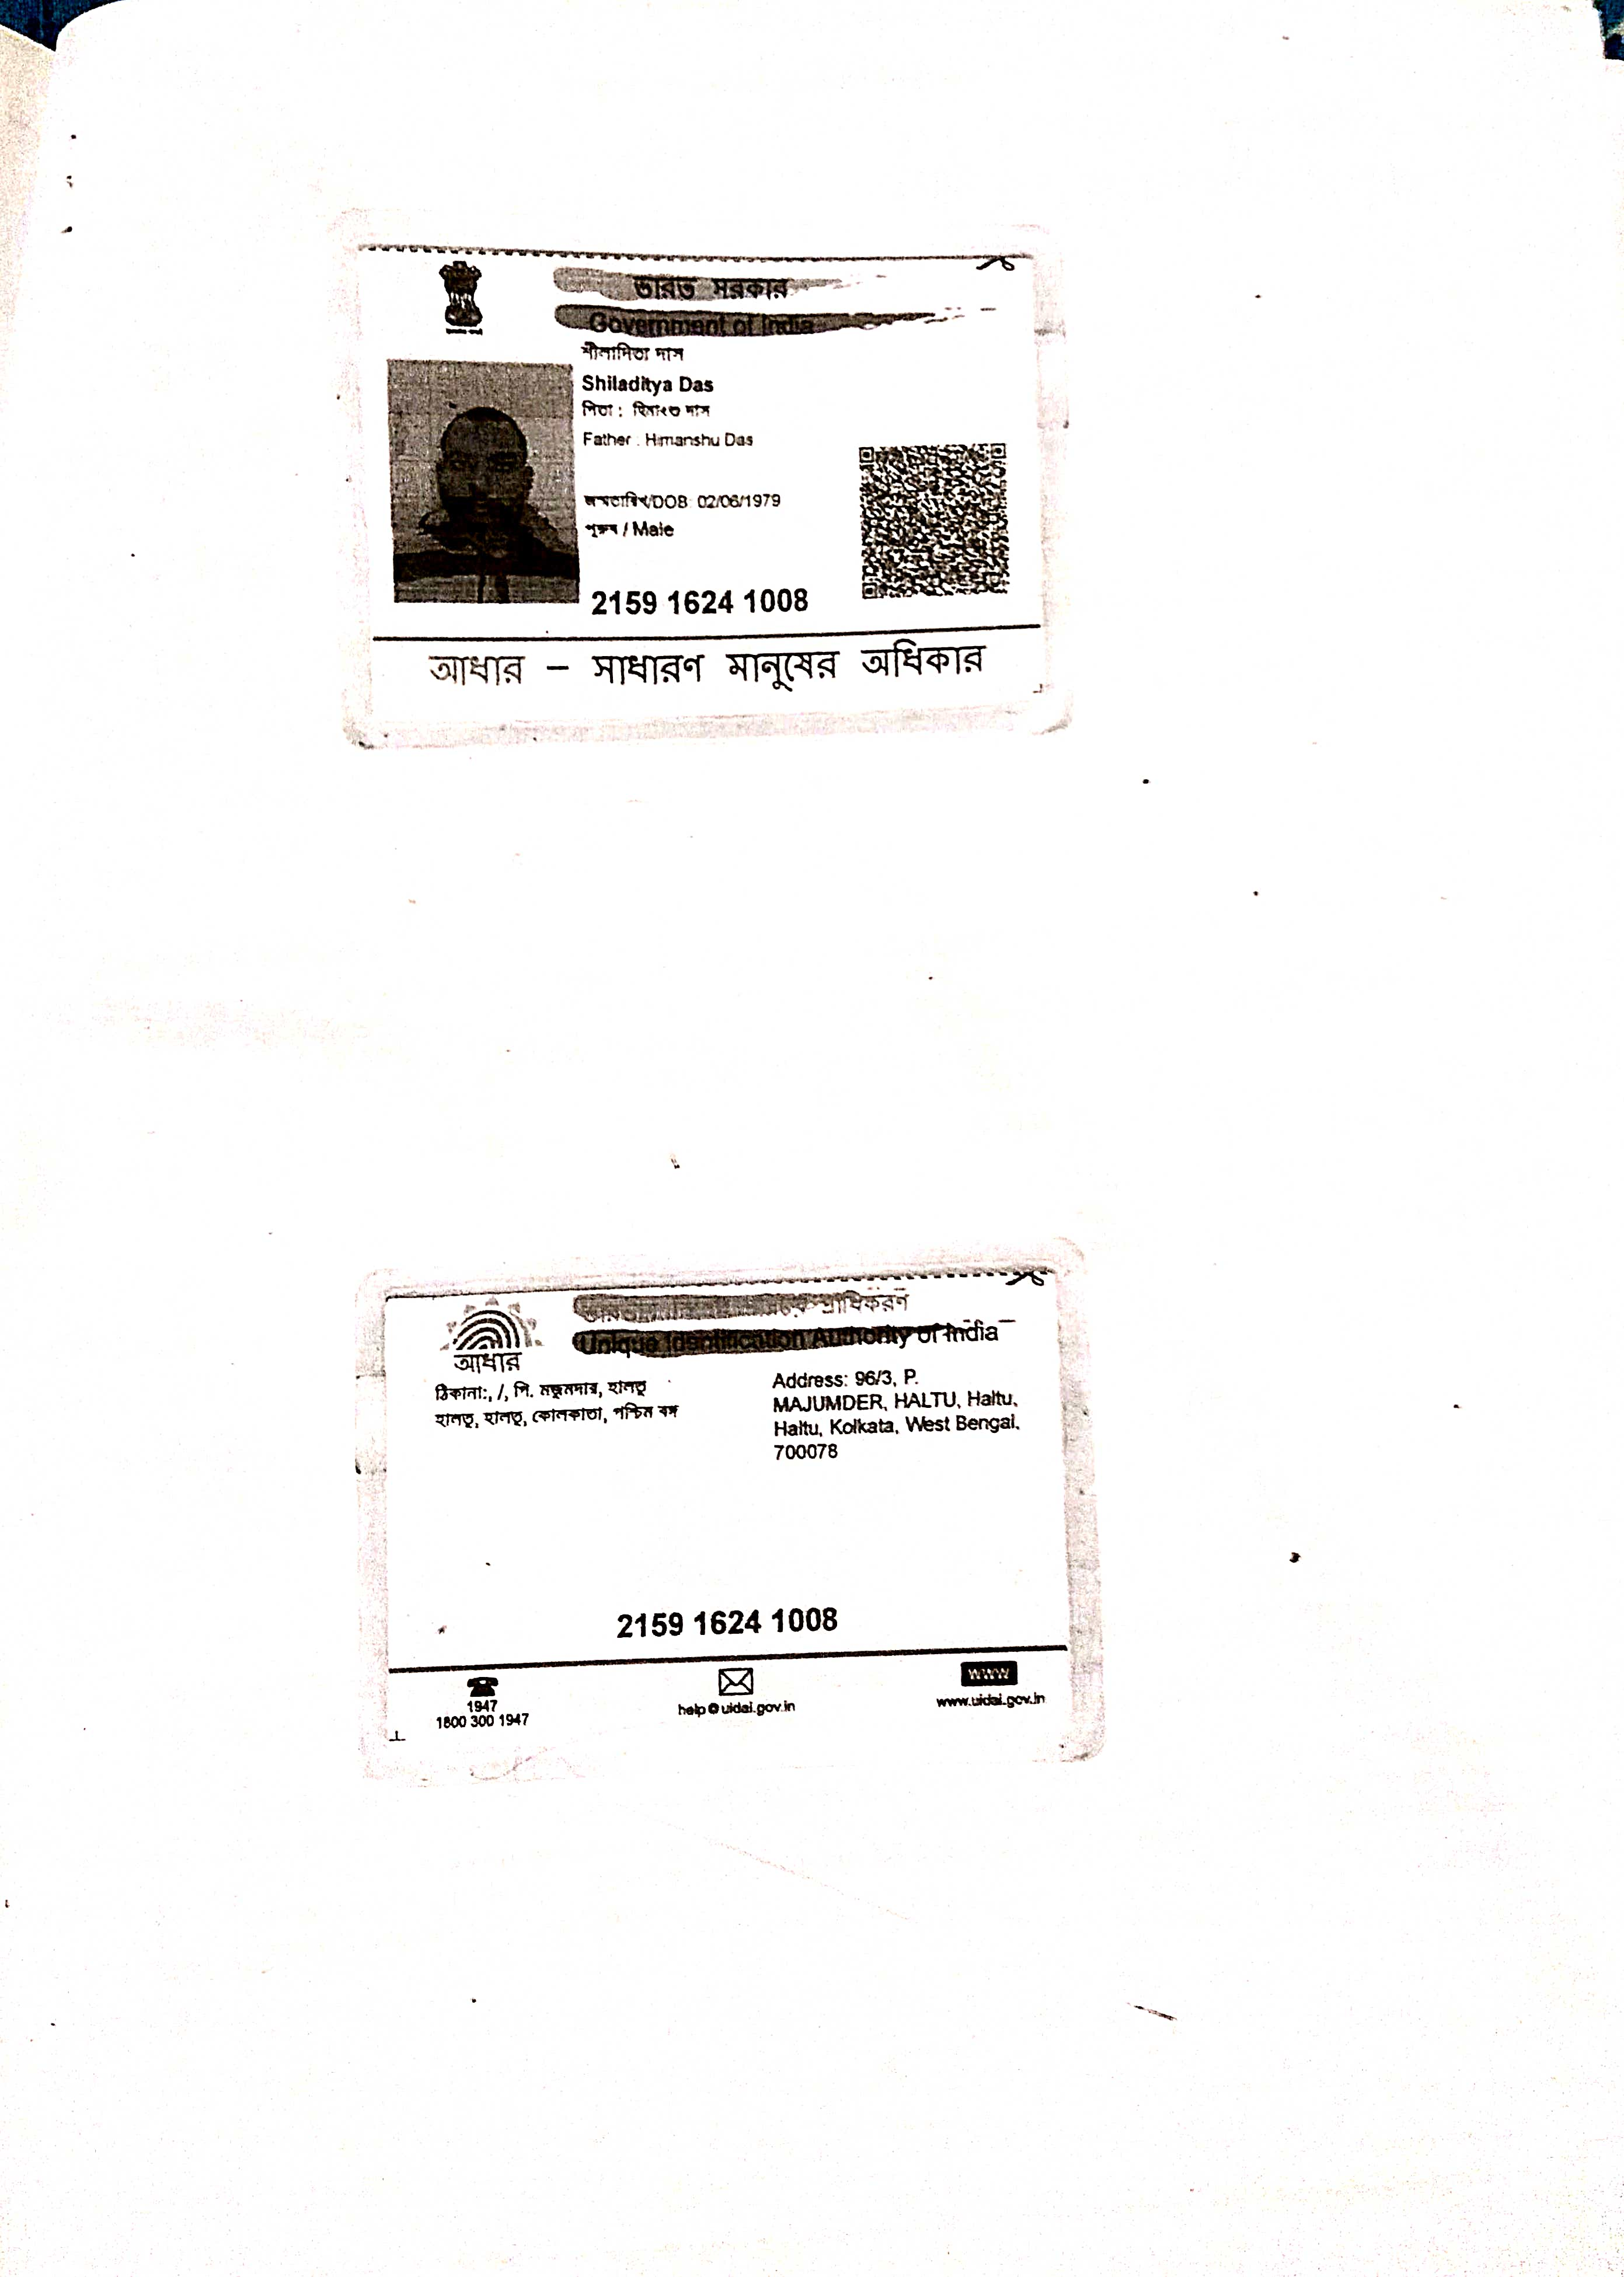 ভারত সরকার
Government of India
শীলাদিত্য দাস
Shiladitya Das
পিতা : হিমাংশু দাস
Father : Himanshu Das
জন্মতারিখ/DOB: 02/06/1979
পুরুষ / Male
2159 1624 1008
আধার – সাধারণ মানুষের অধিকার
প্রাধিকরণ
Unique Identification Authority of India
আধার
ঠিকানা:, /, পি. মজুমদার, হালতু
হালতু, হালতু, কোলকাতা, পশ্চিম বঙ্গ
Address: 96/3, P.
MAJUMDER, HALTU, Haltu,
Haltu, Kolkata, West Bengal,
700078
2159 1624 1008
1947
1800 300 1947
help@uidai.gov.in
WWW
www.uidai.gov.in